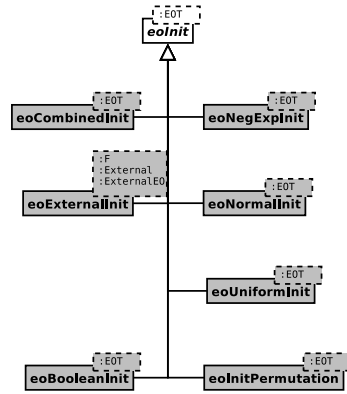 :EOT
eoInit
:EOT
eoCombinedInit
:EOT
eoNegExpInit
:F
:External
:ExternalEO
eoExternalInit
:EOT
eoNormalInit
:EOT
eoUniformInit
:EOT
eoBooleanInit
:EOT
eoInitPermutation